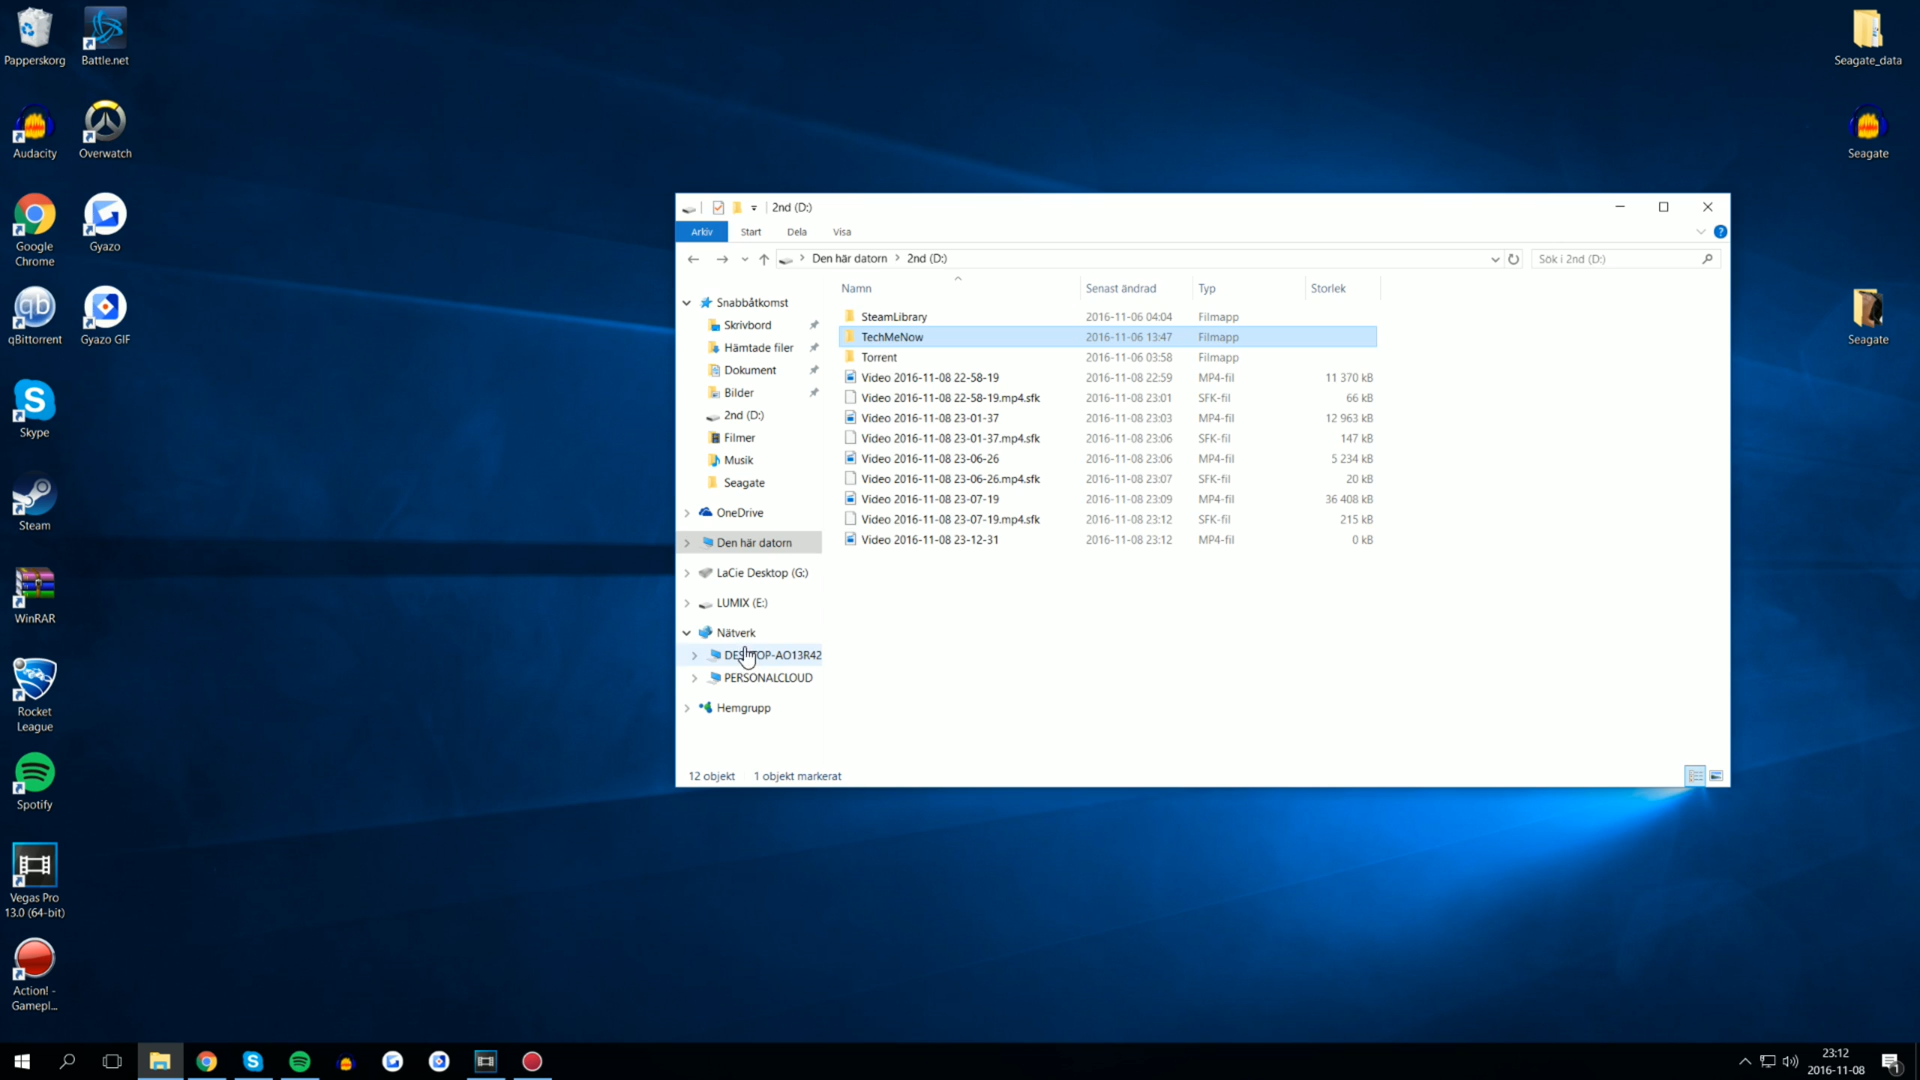 Papperskorg
Battle.net
Audacity
Overwatch
Google
Chrome
Gyazo
qb
qBittorrent
Gyazo GIF
S
Skype
Steam
WinRAR
Rocket
League
Spotify
Vegas Pro
13.0 (64-bit)
Action! -
Gamepl...
Seagate_data
Seagate
Seagate
2nd (D:)
Arkiv
Start
Dela
Visa
?
Den här datorn
2nd (D:)
Sök i 2nd (D:)
Namn
Senast ändrad
Typ
Storlek
Snabbåtkomst
Skrivbord
Hämtade filer
Dokument
Bilder
2nd (D:)
Filmer
Musik
Seagate
OneDrive
Den här datorn
LaCie Desktop (G:)
LUMIX (E:)
Nätverk
DESKTOP-AO13R42
PERSONALCLOUD
Hemgrupp
SteamLibrary 2016-11-06 04:04 Filmapp
TechMeNow 2016-11-06 13:47 Filmapp
Torrent 2016-11-06 03:58 Filmapp
Video 2016-11-08 22-58-19 2016-11-08 22:59 MP4-fil 11 370 kB
Video 2016-11-08 22-58-19.mp4.sfk 2016-11-08 23:01 SFK-fil 66 kB
Video 2016-11-08 23-01-37 2016-11-08 23:03 MP4-fil 12 963 kB
Video 2016-11-08 23-01-37.mp4.sfk 2016-11-08 23:06 SFK-fil 147 kB
Video 2016-11-08 23-06-26 2016-11-08 23:06 MP4-fil 5 234 kB
Video 2016-11-08 23-06-26.mp4.sfk 2016-11-08 23:07 SFK-fil 20 kB
Video 2016-11-08 23-07-19 2016-11-08 23:09 MP4-fil 36 408 kB
Video 2016-11-08 23-07-19.mp4.sfk 2016-11-08 23:12 SFK-fil 215 kB
Video 2016-11-08 23-12-31 2016-11-08 23:12 MP4-fil 0 kB
12 objekt
1 objekt markerat
S
23:12
2016-11-08
1